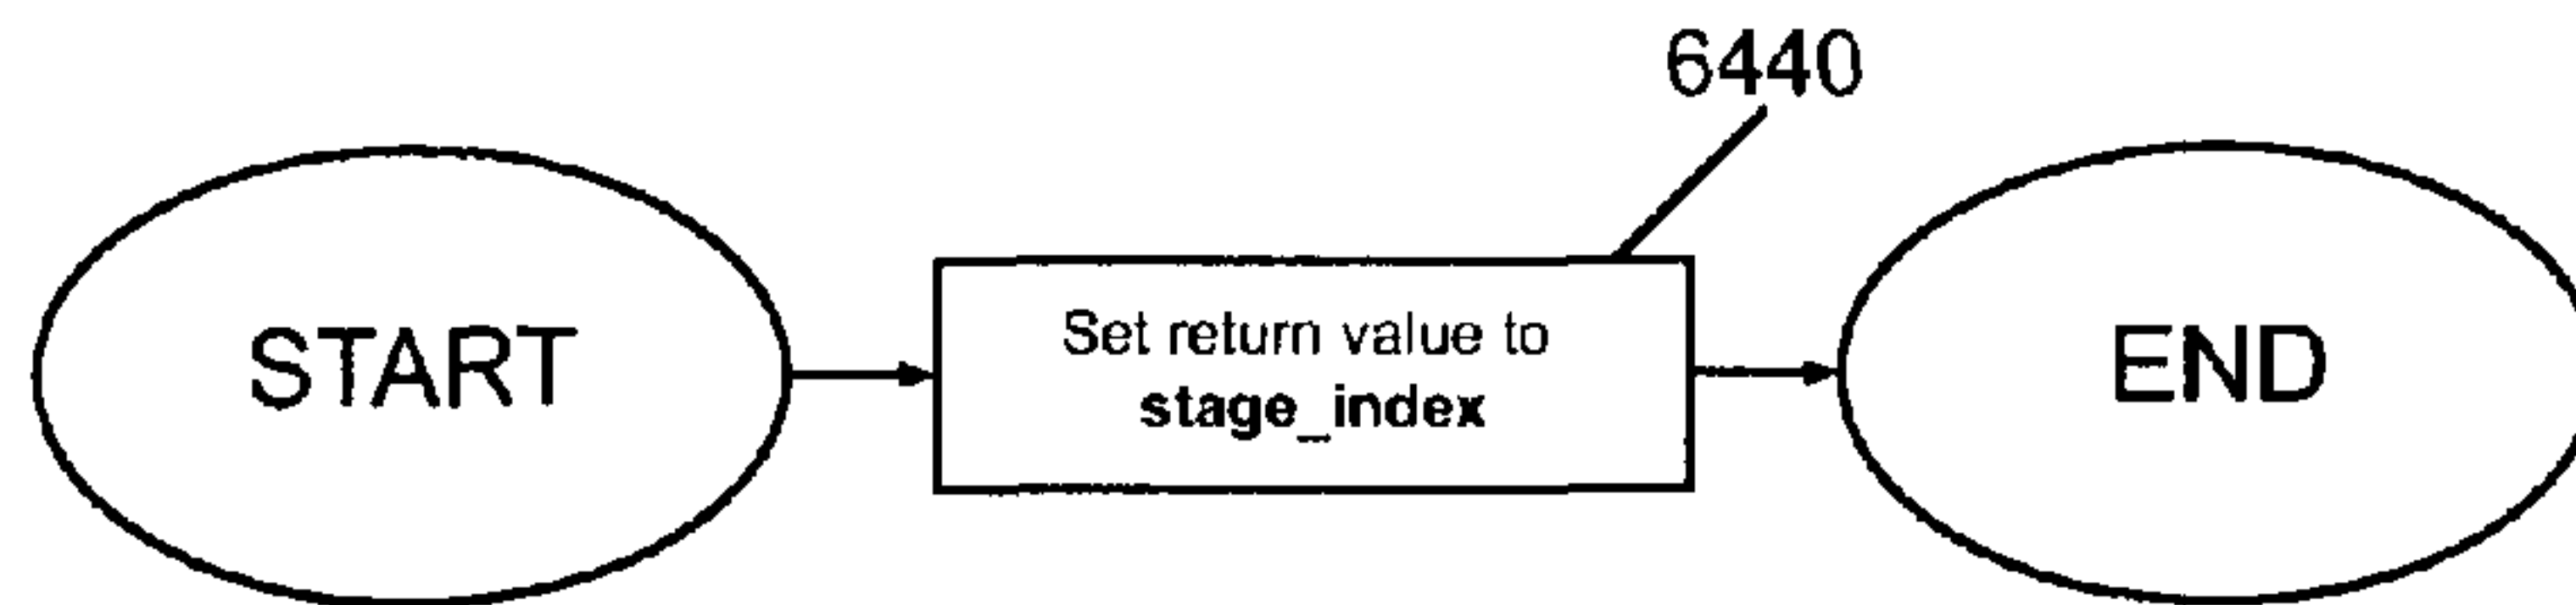 6440
START
Set return value to
stage_index
END